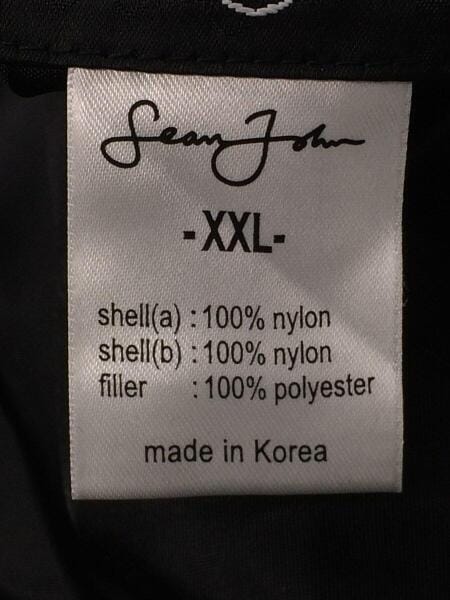 Sean John
-XXL-
shell(a) : 100% nylon
shell(b) : 100% nylon
filler : 100% polyester
made in Korea